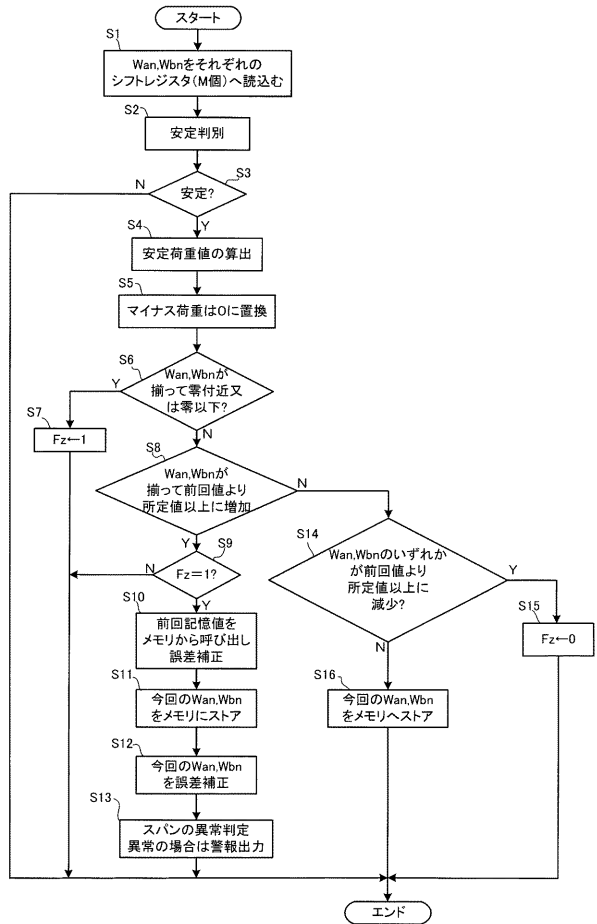 スタート
S1
Wan,Wbnをそれぞれの
シフトレジスタ(M個)へ読込む
S2
安定判別
S3
安定?
N
Y
S4
安定荷重値の算出
S5
マイナス荷重は0に置換
S6
Wan,Wbnが
揃って零付近又
は零以下?
Y
N
S7
Fz←1
S8
Wan,Wbnが
揃って前回値より
所定値以上に増加
N
Y
S9
Fz=1?
N
Y
S14
Wan,Wbnのいずれか
が前回値より
所定値以上に
減少?
Y
N
S15
Fz←0
S10
前回記憶値を
メモリから呼び出し
誤差補正
S11
今回のWan,Wbn
をメモリにストア
S16
今回のWan,Wbn
をメモリへストア
S12
今回のWan,Wbn
を誤差補正
S13
スパンの異常判定
異常の場合は警報出力
エンド